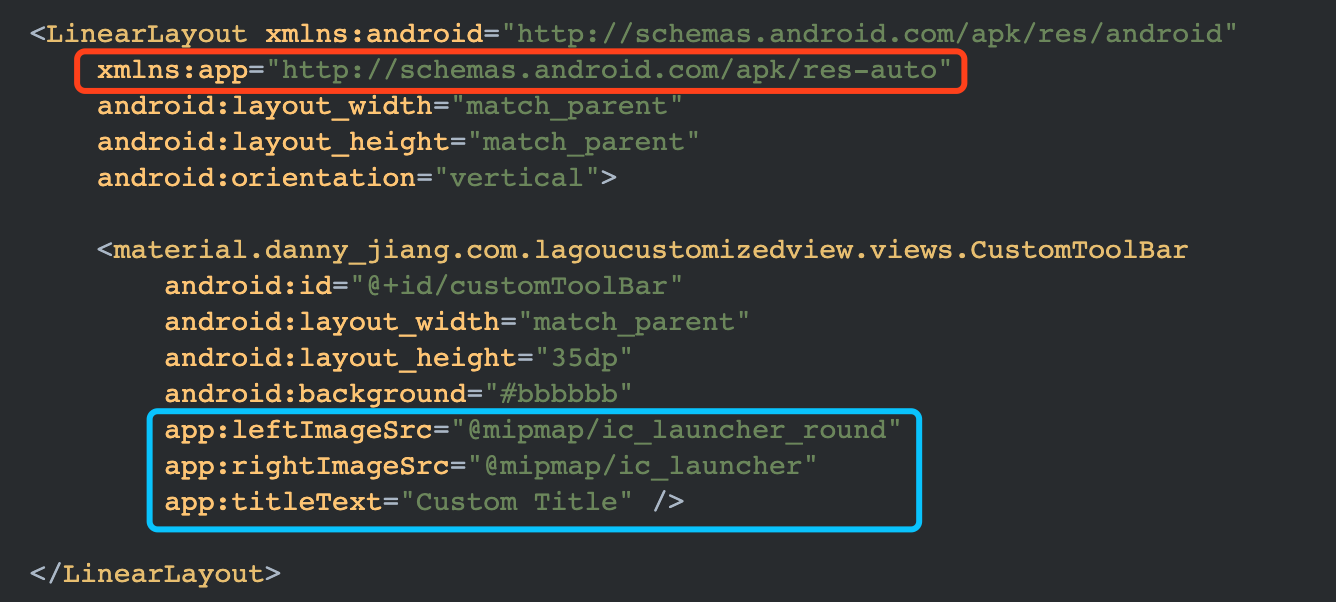 <LinearLayout xmlns:android="http://schemas.android.com/apk/res/android"
xmlns:app="http://schemas.android.com/apk/res-auto"
android:layout_width="match_parent"
android:layout_height="match_parent"
android:orientation="vertical">
<material.danny_jiang.com.lagoucustomizedview.views.CustomToolBar
android:id="@+id/customToolBar"
android:layout_width="match_parent"
android:layout_height="35dp"
android:background="#bbbbbb"
app:leftImageSrc="@mipmap/ic_launcher_round"
app:rightImageSrc="@mipmap/ic_launcher"
app:titleText="Custom Title" />
</LinearLayout>